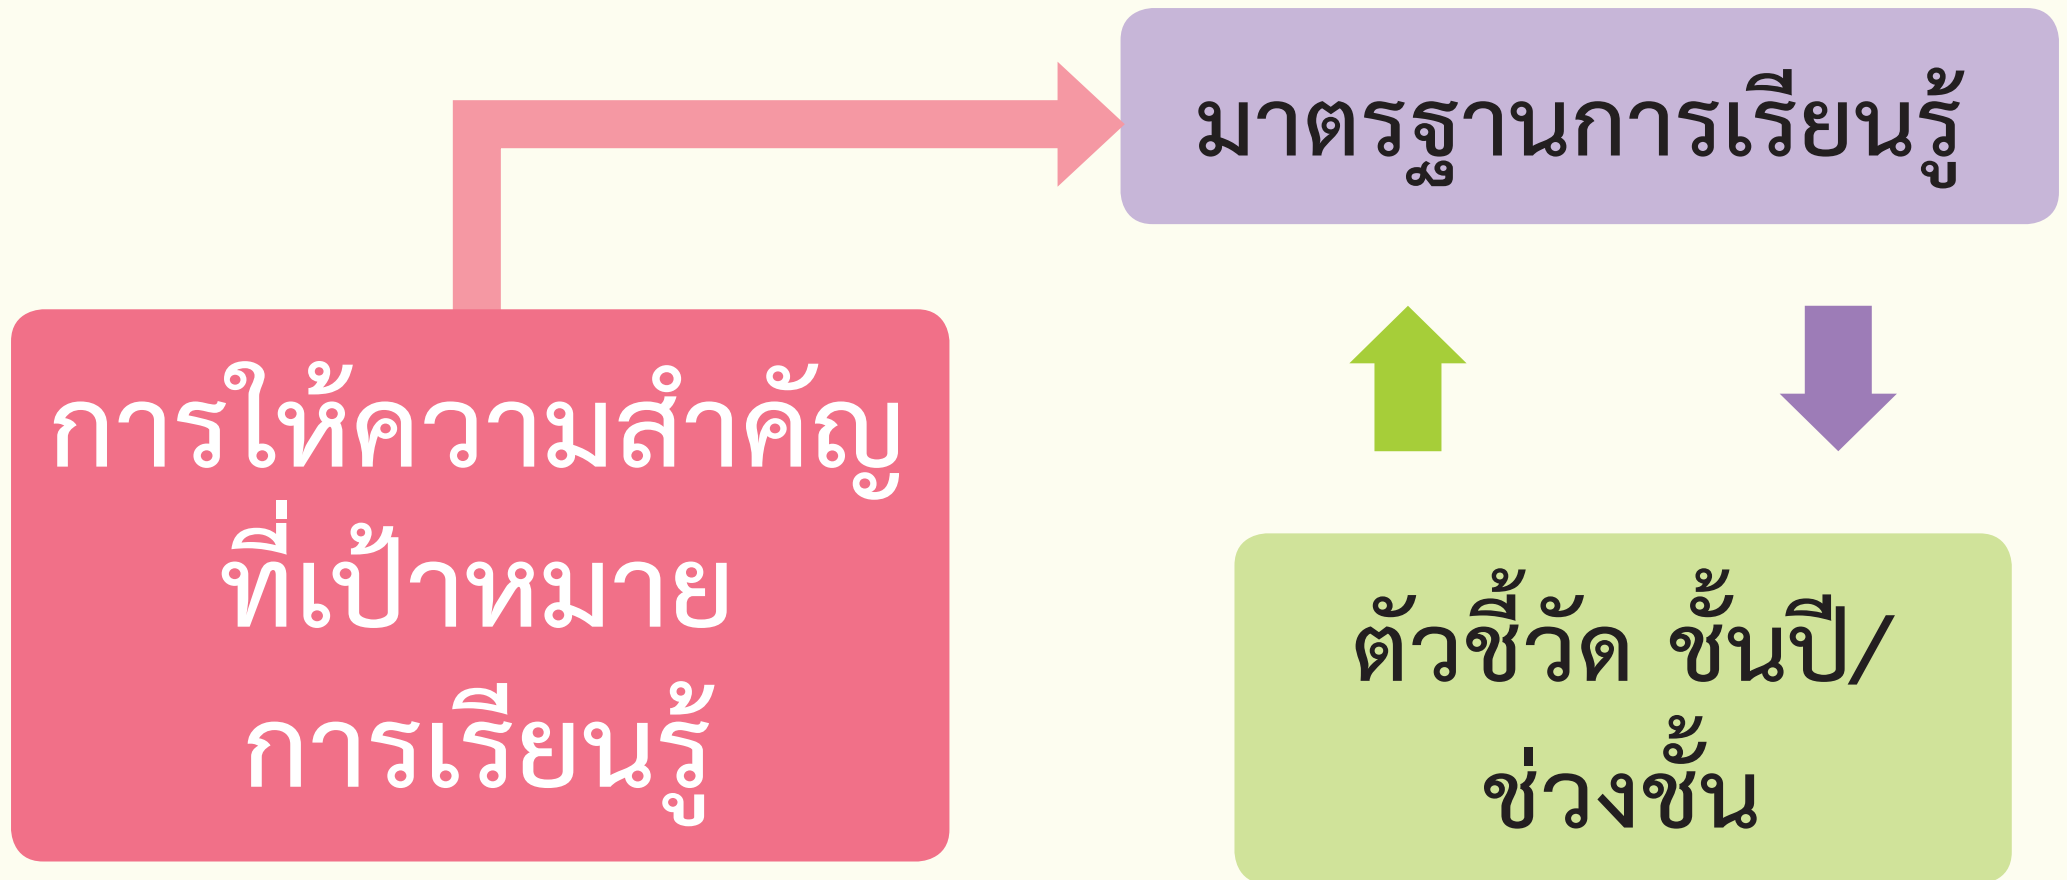 มาตรฐานการเรียนรู้
การให้ความสำคัญ
ที่เป้าหมาย
การเรียนรู้
ตัวชี้วัด ชั้นปี/
ช่วงชั้น